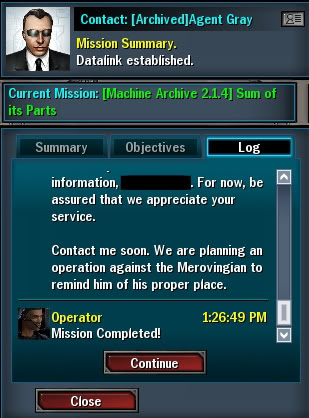 Contact: [Archived]Agent Gray
Mission Summary.
Datalink established.
Current Mission: [Machine Archive 2.1.4] Sum of
its Parts
Summary
Objectives
Log
information, . For now, be
assured that we appreciate your
service.
Contact me soon. We are planning an
operation against the Merovingian to
remind him of his proper place.
Operator 1:26:49 PM
Mission Completed!
Continue
Close